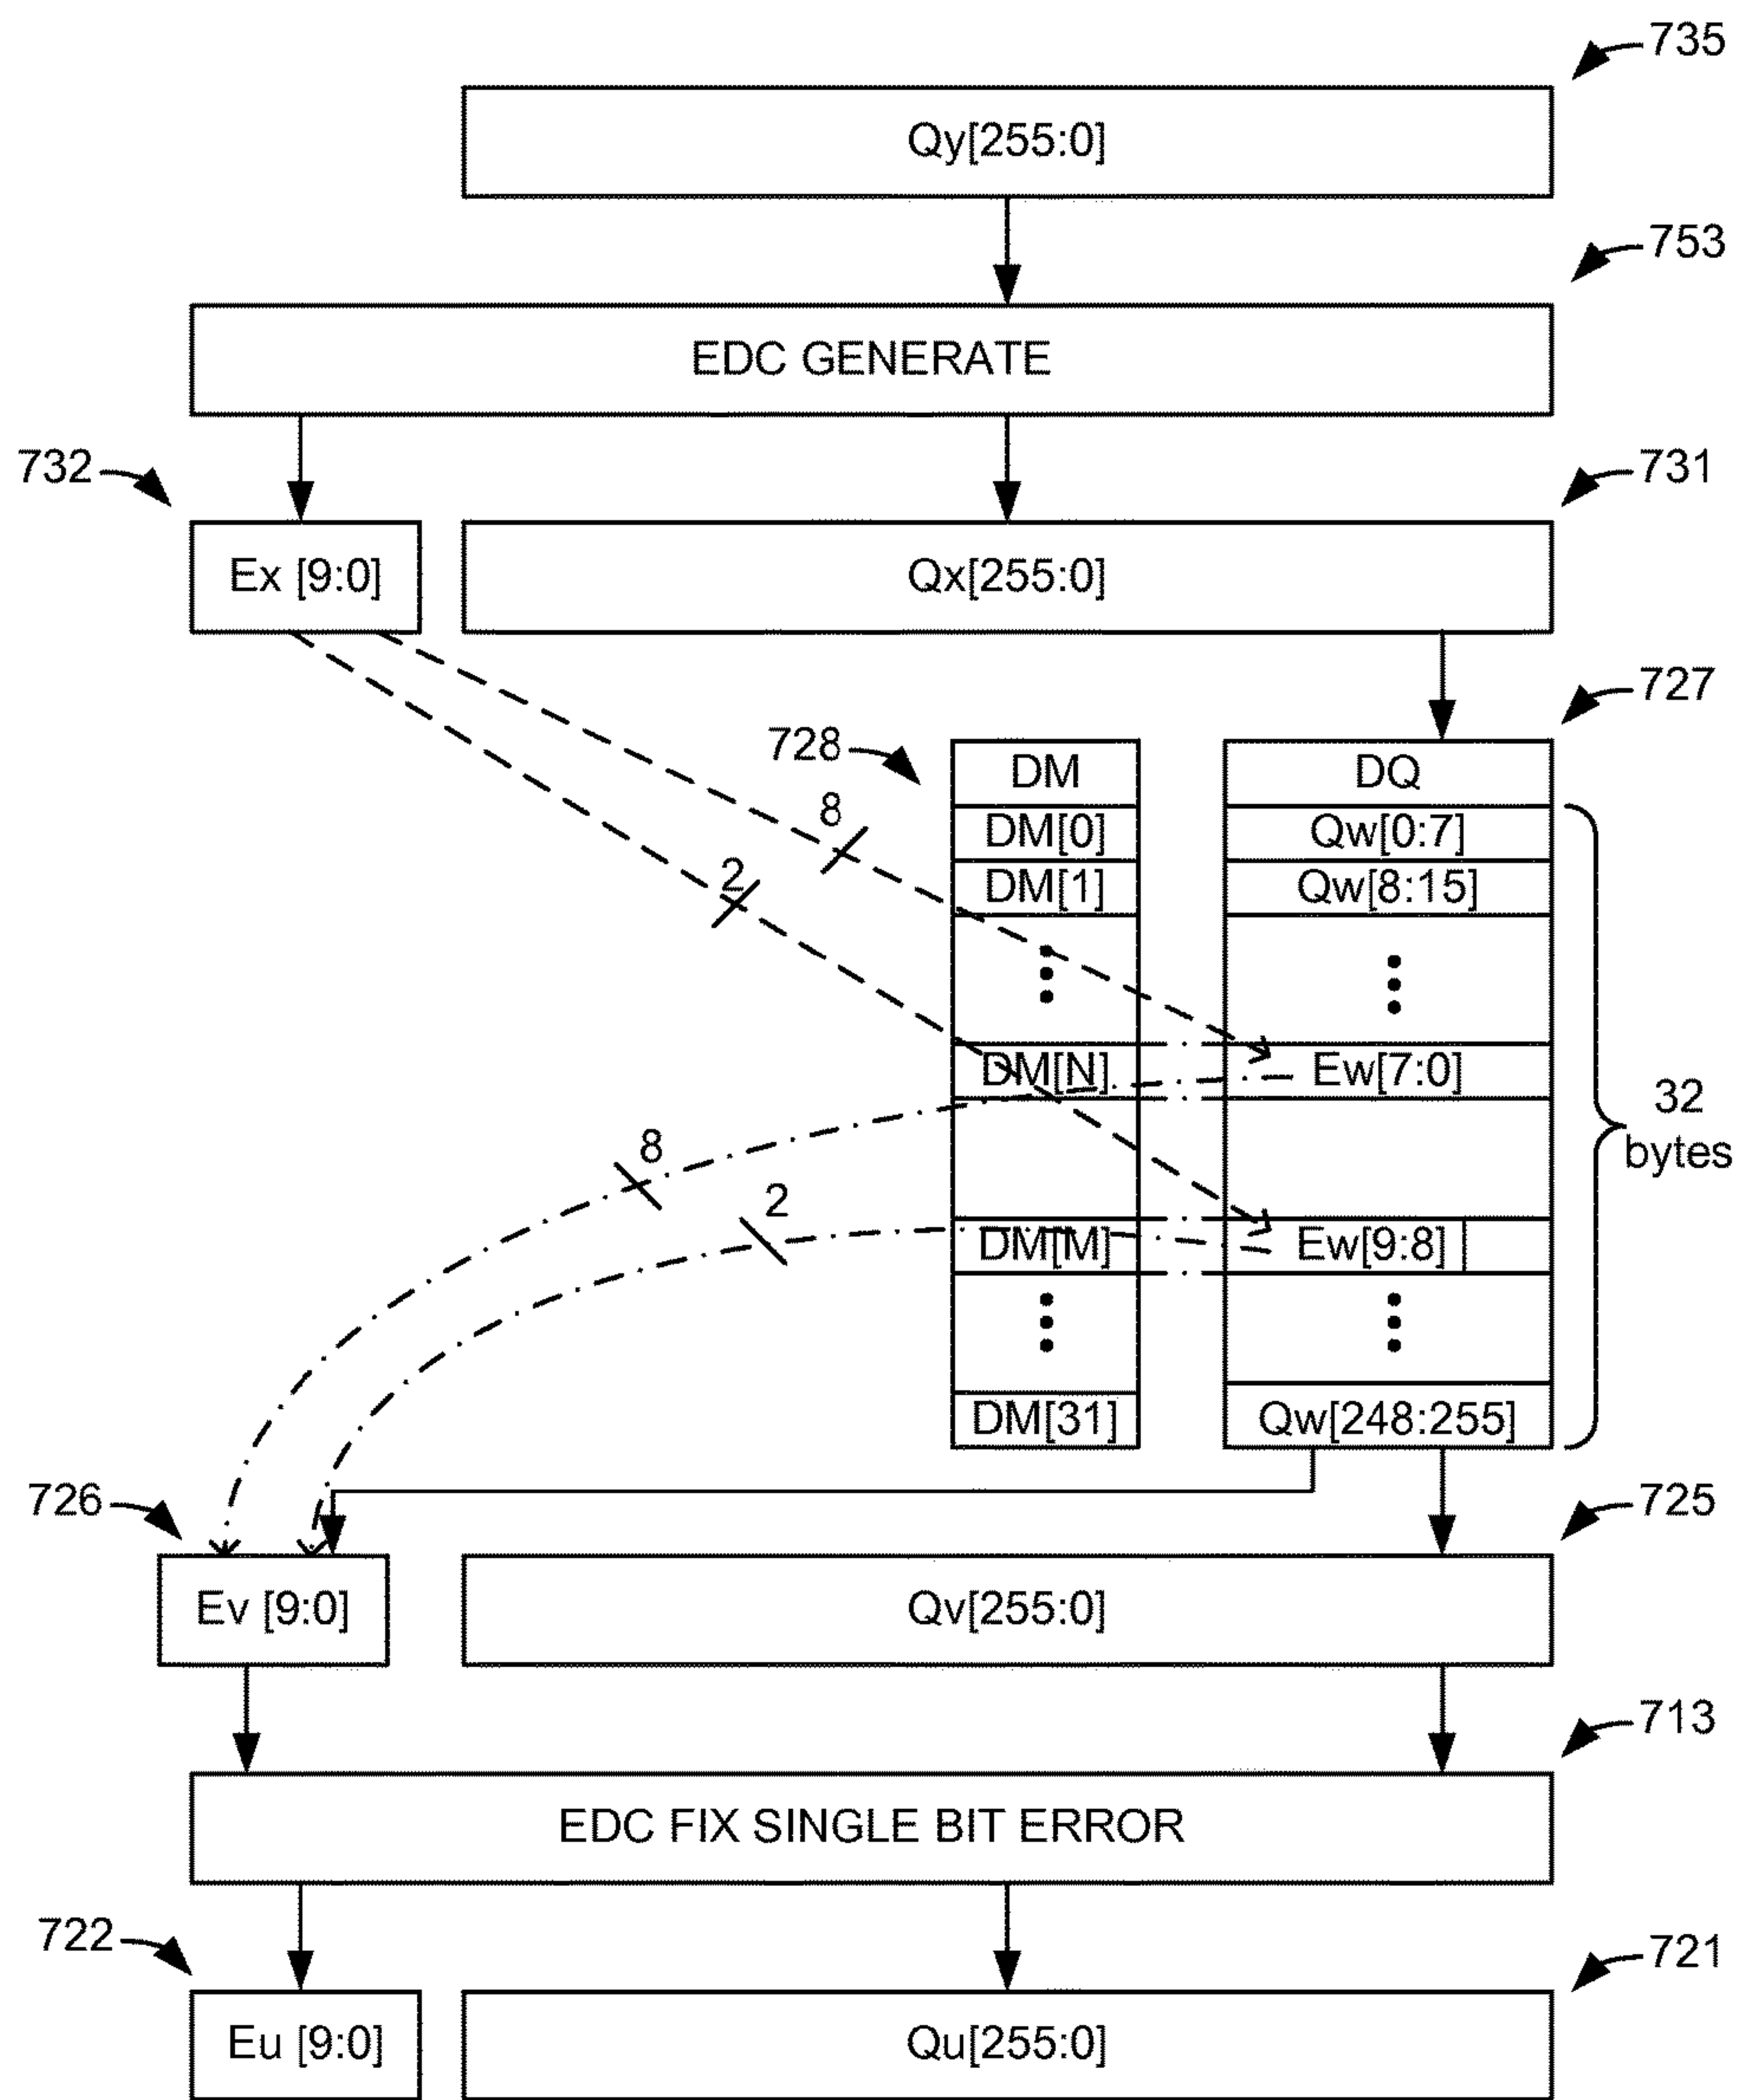 735
Qy[255:0]
753
EDC GENERATE
732
731
Ex [9:0]
Qx[255:0]
727
728
DM
DQ
8
DM[0]
Qw[0:7]
2
DM[1]
Qw[8:15]
DM[N]
Ew[7:0]
32
bytes
8
2
DM[M]
Ew[9:8]
DM[31]
Qw[248:255]
726
725
Ev [9:0]
Qv[255:0]
713
EDC FIX SINGLE BIT ERROR
722
721
Eu [9:0]
Qu[255:0]